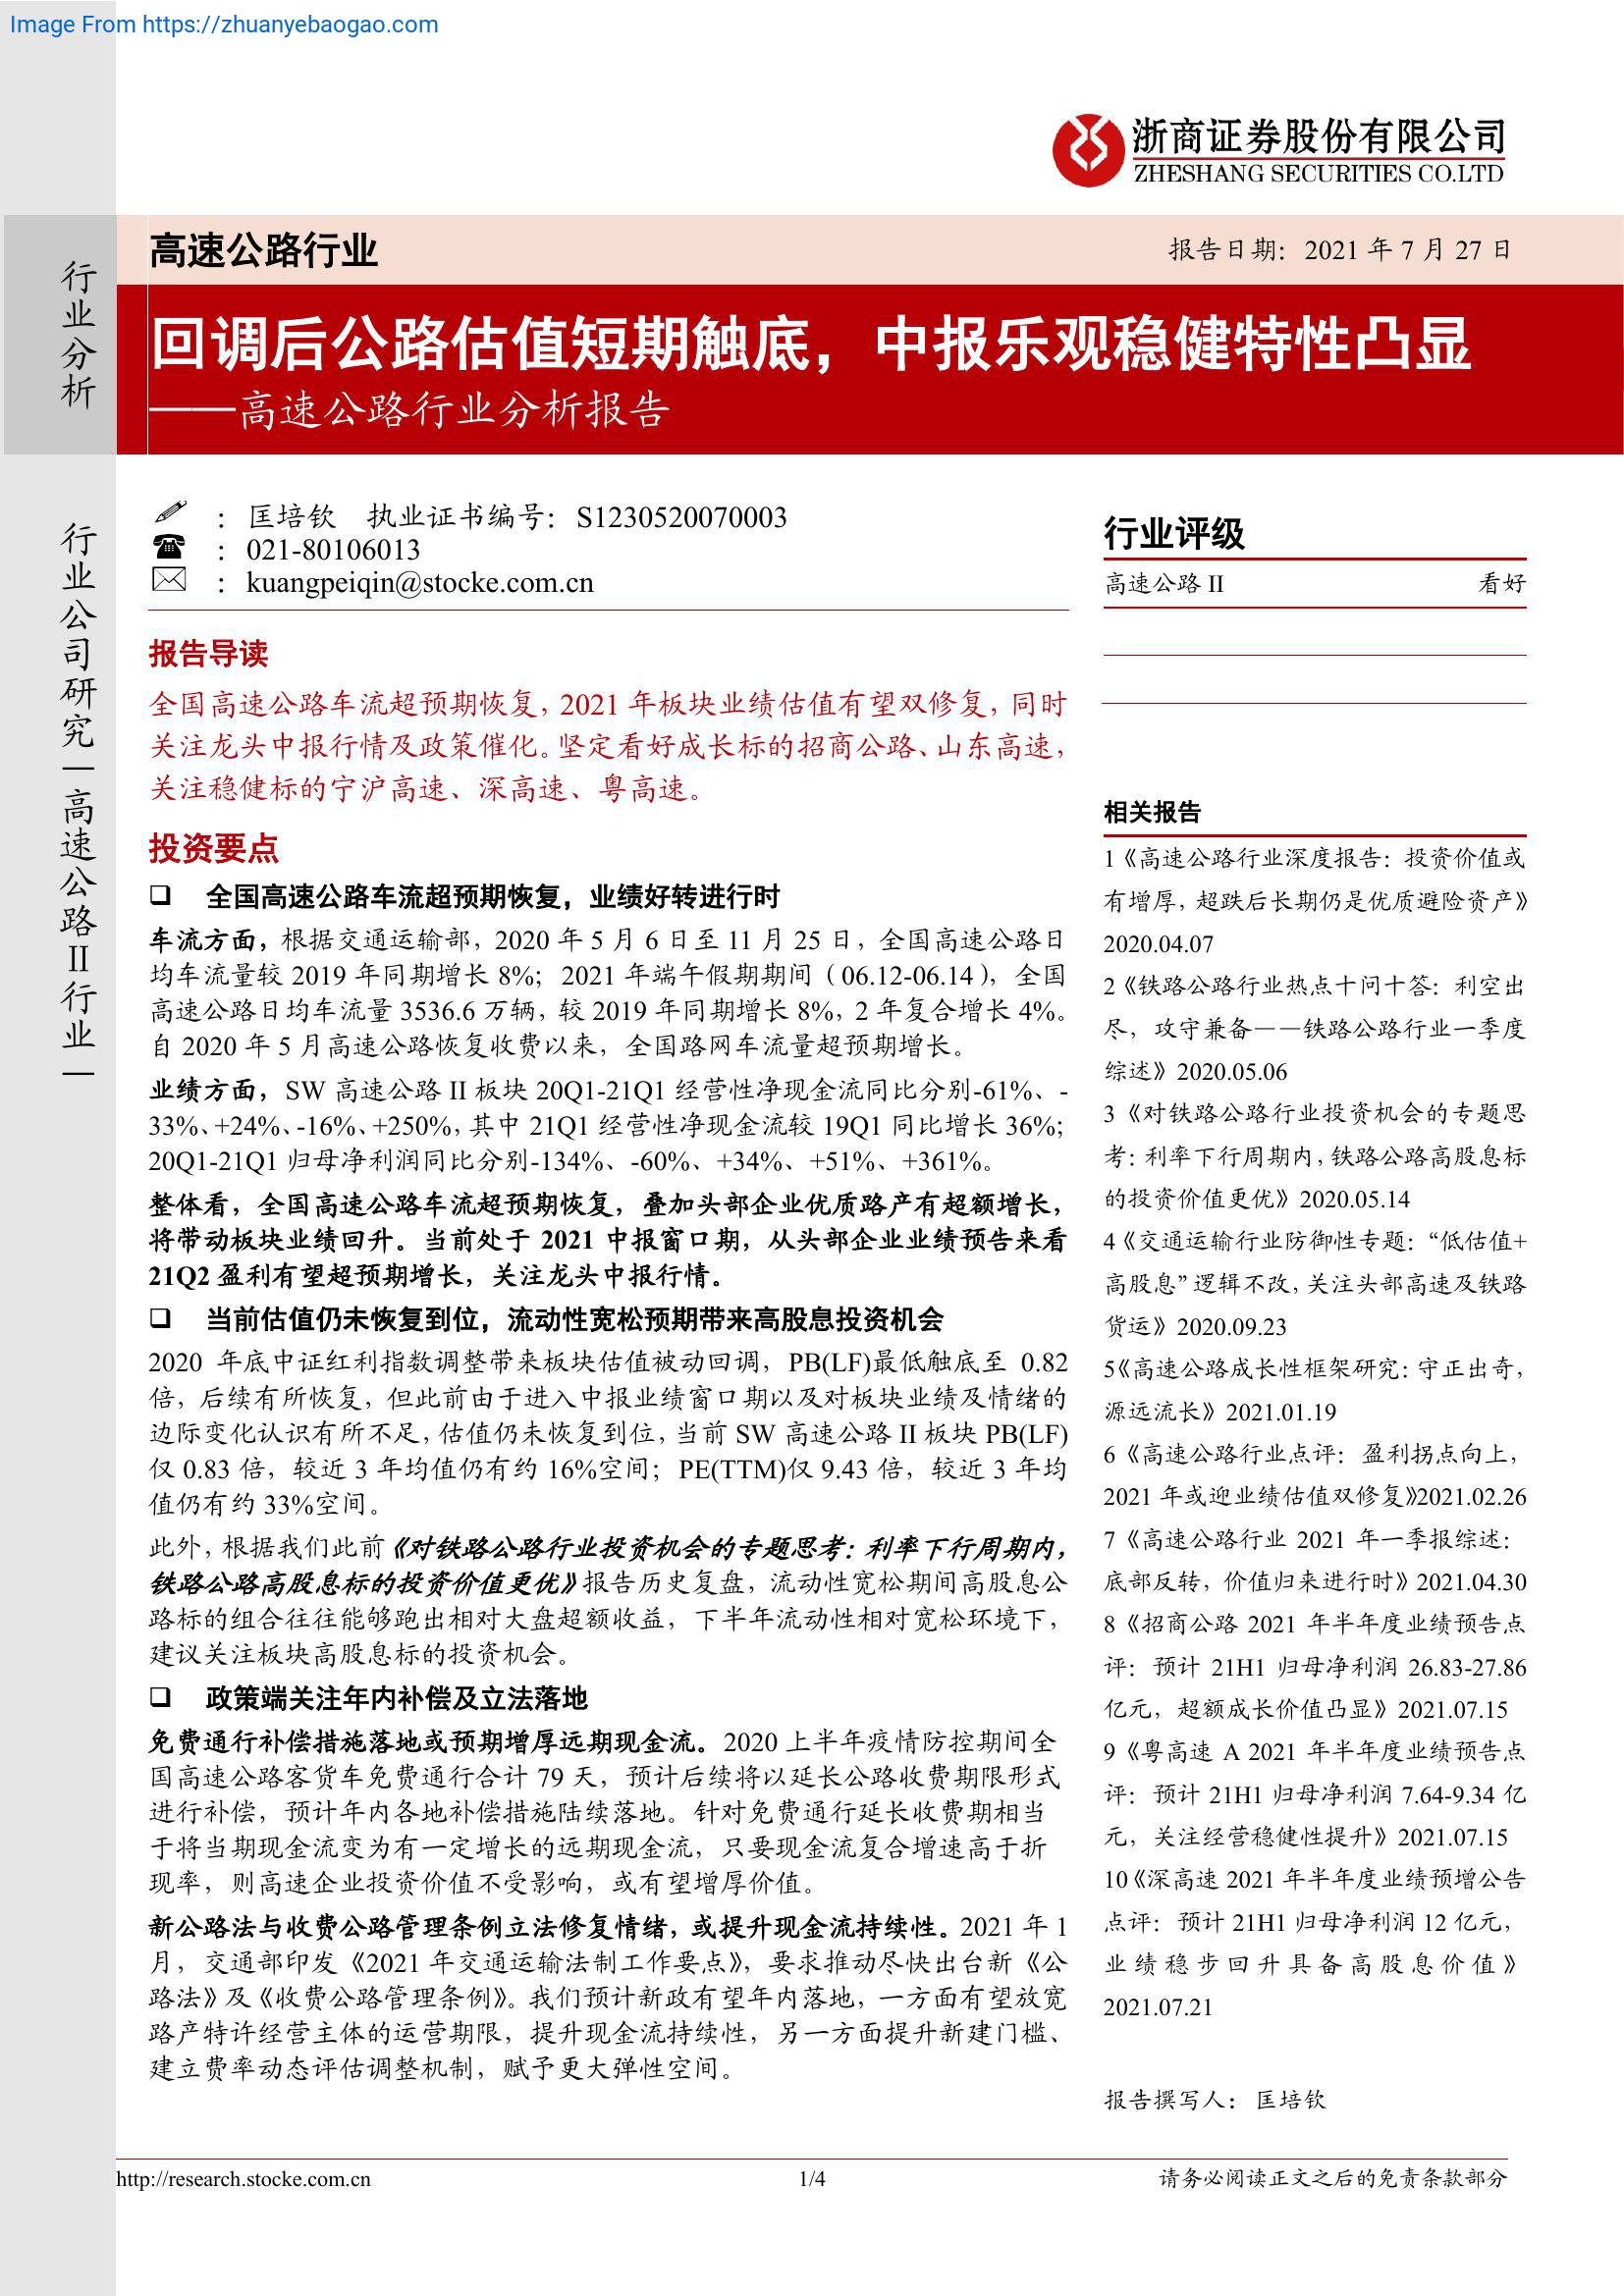 Image From https://zhuanyebaogao.com
浙商证券股份有限公司
ZHESHANG SECURITIES CO.LTD
行业分析
高速公路行业
报告日期：2021 年 7 月 27 日
回调后公路估值短期触底，中报乐观稳健特性凸显
——高速公路行业分析报告
行业公司研究|高速公路Ⅱ行业|
：匡培钦 执业证书编号：S1230520070003
：021-80106013
：kuangpeiqin@stocke.com.cn
报告导读
全国高速公路车流超预期恢复，2021 年板块业绩估值有望双修复，同时
关注龙头中报行情及政策催化。坚定看好成长标的招商公路、山东高速，
关注稳健标的宁沪高速、深高速、粤高速。
投资要点
❑ 全国高速公路车流超预期恢复，业绩好转进行时
车流方面，根据交通运输部，2020 年 5 月 6 日至 11 月 25 日，全国高速公路日
均车流量较 2019 年同期增长 8%；2021 年端午假期期间（06.12-06.14），全国
高速公路日均车流量 3536.6 万辆，较 2019 年同期增长 8%，2 年复合增长 4%。
自 2020 年 5 月高速公路恢复收费以来，全国路网车流量超预期增长。
业绩方面，SW 高速公路 II 板块 20Q1-21Q1 经营性净现金流同比分别-61%、-
33%、+24%、-16%、+250%，其中 21Q1 经营性净现金流较 19Q1 同比增长 36%；
20Q1-21Q1 归母净利润同比分别-134%、-60%、+34%、+51%、+361%。
整体看，全国高速公路车流超预期恢复，叠加头部企业优质路产有超额增长，
将带动板块业绩回升。当前处于 2021 中报窗口期，从头部企业业绩预告来看
21Q2 盈利有望超预期增长，关注龙头中报行情。
❑ 当前估值仍未恢复到位，流动性宽松预期带来高股息投资机会
2020 年底中证红利指数调整带来板块估值被动回调，PB(LF)最低触底至 0.82
倍，后续有所恢复，但此前由于进入中报业绩窗口期以及对板块业绩及情绪的
边际变化认识有所不足，估值仍未恢复到位，当前 SW 高速公路 II 板块 PB(LF)
仅 0.83 倍，较近 3 年均值仍有约 16%空间；PE(TTM)仅 9.43 倍，较近 3 年均
值仍有约 33%空间。
此外，根据我们此前《对铁路公路行业投资机会的专题思考：利率下行周期内，
铁路公路高股息标的投资价值更优》报告历史复盘，流动性宽松期间高股息公
路标的组合往往能够跑出相对大盘超额收益，下半年流动性相对宽松环境下，
建议关注板块高股息标的投资机会。
❑ 政策端关注年内补偿及立法落地
免费通行补偿措施落地或预期增厚远期现金流。2020 上半年疫情防控期间全
国高速公路客货车免费通行合计 79 天，预计后续将以延长公路收费期限形式
进行补偿，预计年内各地补偿措施陆续落地。针对免费通行延长收费期相当
于将当期现金流变为有一定增长的远期现金流，只要现金流复合增速高于折
现率，则高速企业投资价值不受影响，或有望增厚价值。
新公路法与收费公路管理条例立法修复情绪，或提升现金流持续性。2021 年 1
月，交通部印发《2021 年交通运输法制工作要点》，要求推动尽快出台新《公
路法》及《收费公路管理条例》。我们预计新政有望年内落地，一方面有望放宽
路产特许经营主体的运营期限，提升现金流持续性，另一方面提升新建门槛、
建立费率动态评估调整机制，赋予更大弹性空间。
行业评级
高速公路 II 看好
相关报告
1《高速公路行业深度报告：投资价值或
有增厚，超跌后长期仍是优质避险资产》
2020.04.07
2《铁路公路行业热点十问十答：利空出
尽，攻守兼备——铁路公路行业一季度
综述》2020.05.06
3《对铁路公路行业投资机会的专题思
考：利率下行周期内，铁路公路高股息标
的投资价值更优》2020.05.14
4《交通运输行业防御性专题：“低估值+
高股息”逻辑不改，关注头部高速及铁路
货运》2020.09.23
5《高速公路成长性框架研究：守正出奇，
源远流长》2021.01.19
6《高速公路行业点评：盈利拐点向上，
2021 年或迎业绩估值双修复》2021.02.26
7《高速公路行业 2021 年一季报综述：
底部反转，价值归来进行时》2021.04.30
8《招商公路 2021 年半年度业绩预告点
评：预计 21H1 归母净利润 26.83-27.86
亿元，超额成长价值凸显》2021.07.15
9《粤高速 A 2021 年半年度业绩预告点
评：预计 21H1 归母净利润 7.64-9.34 亿
元，关注经营稳健性提升》2021.07.15
10《深高速 2021 年半年度业绩预增公告
点评：预计 21H1 归母净利润 12 亿元，
业绩稳步回升具备高股息价值》
2021.07.21
报告撰写人：匡培钦
http://research.stocke.com.cn
1/4
请务必阅读正文之后的免责条款部分